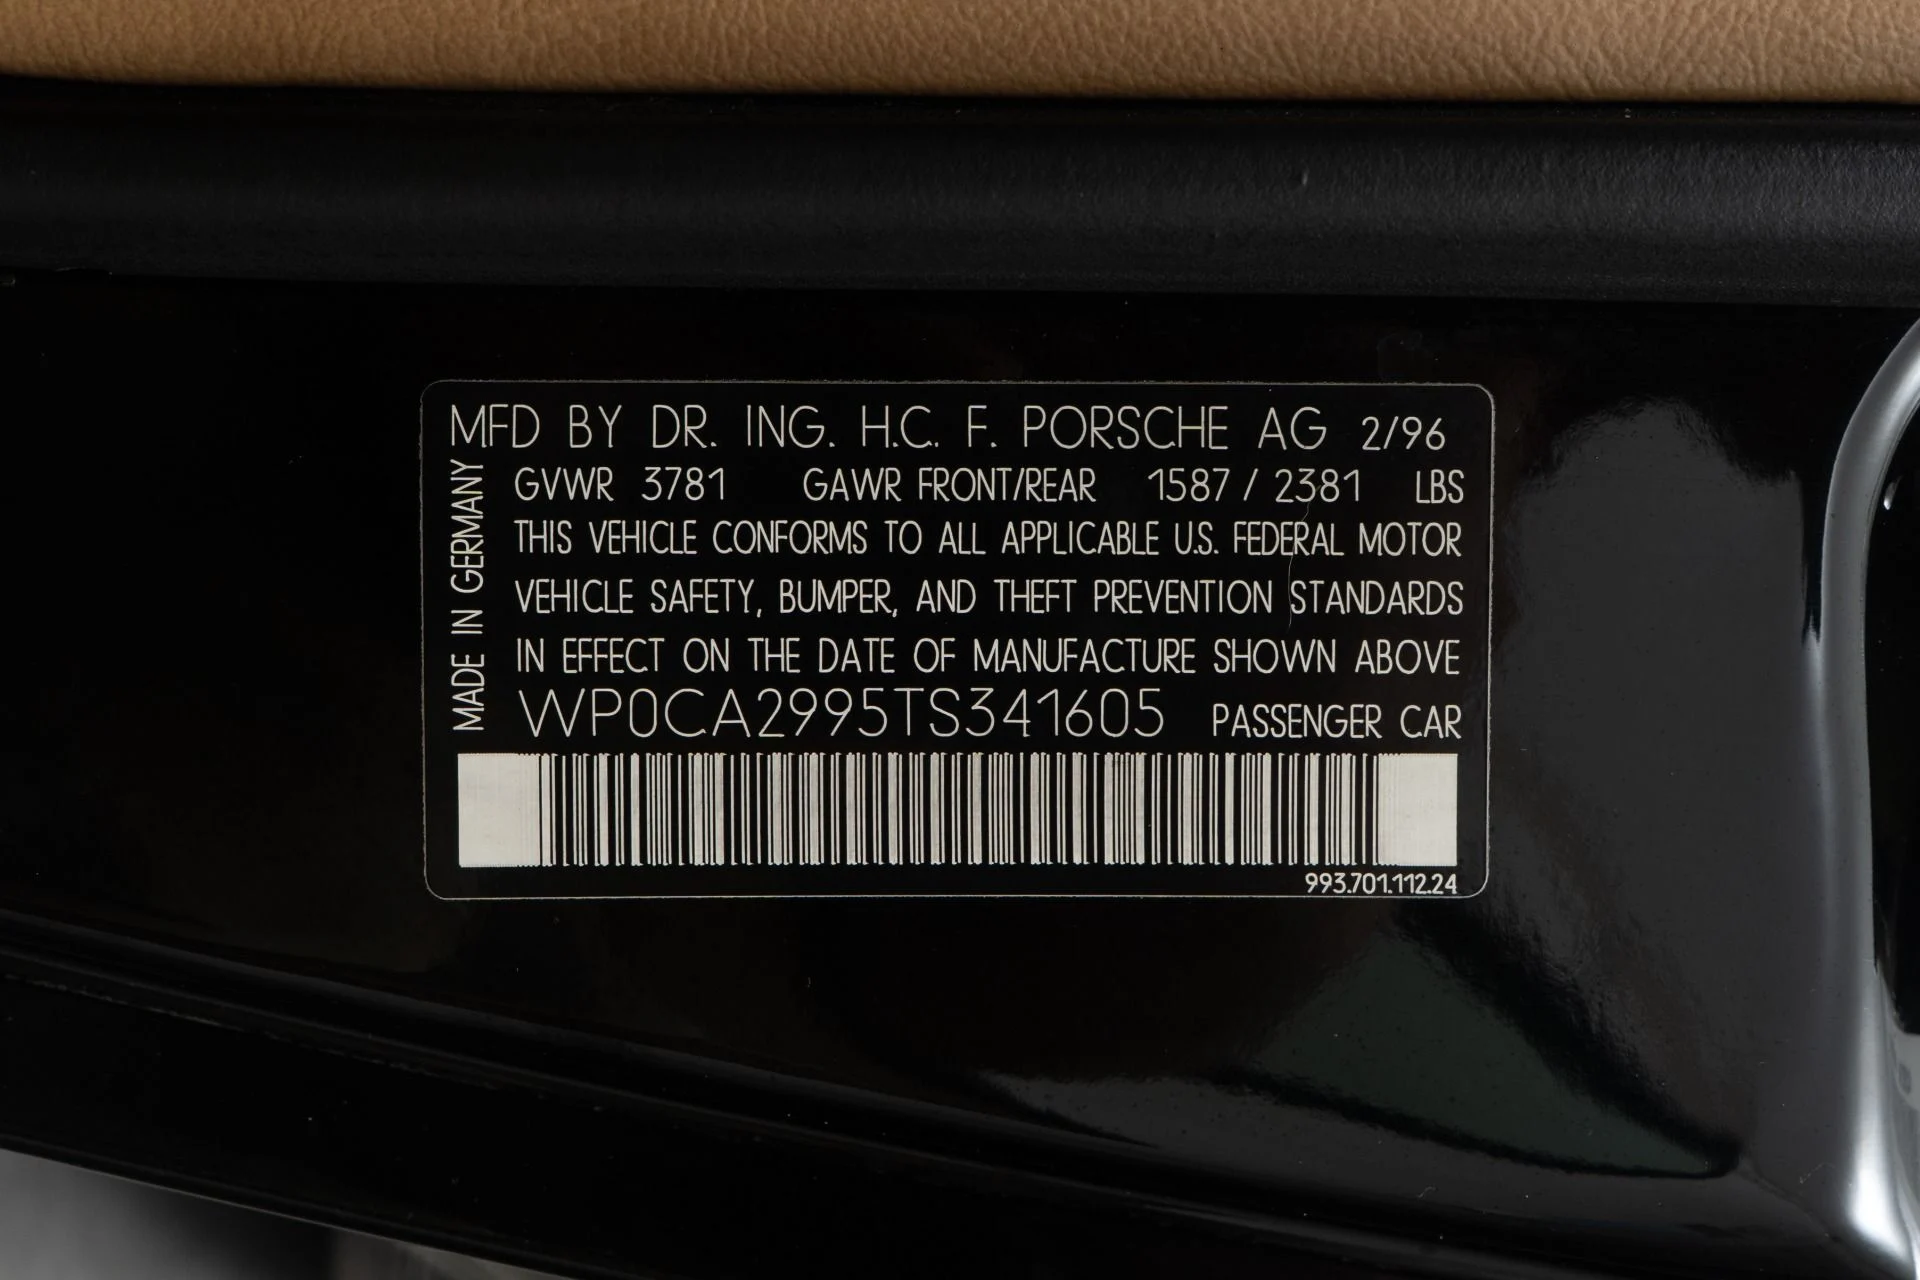 MFD BY DR. ING. H.C. F. PORSCHE AG 2/96
GVWR 3781 GAWR FRONT/REAR 1587 / 2381 LBS
THIS VEHICLE CONFORMS TO ALL APPLICABLE U.S. FEDERAL MOTOR
VEHICLE SAFETY, BUMPER, AND THEFT PREVENTION STANDARDS
IN EFFECT ON THE DATE OF MANUFACTURE SHOWN ABOVE
WP0CA2995TS341605 PASSENGER CAR
MADE IN GERMANY
993.701.112.24